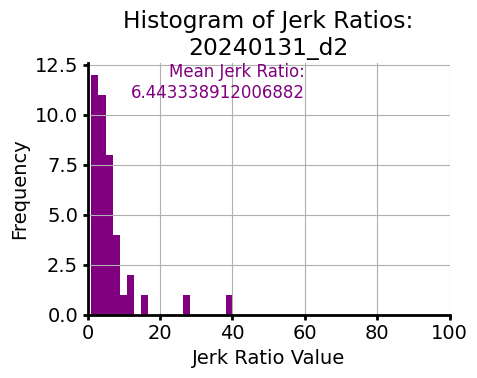 Histogram of Jerk Ratios:
20240131_d2
Mean Jerk Ratio:
6.443338912006882
12.5
10.0
7.5
5.0
2.5
0.0
Frequency
0 20 40 60 80 100
Jerk Ratio Value